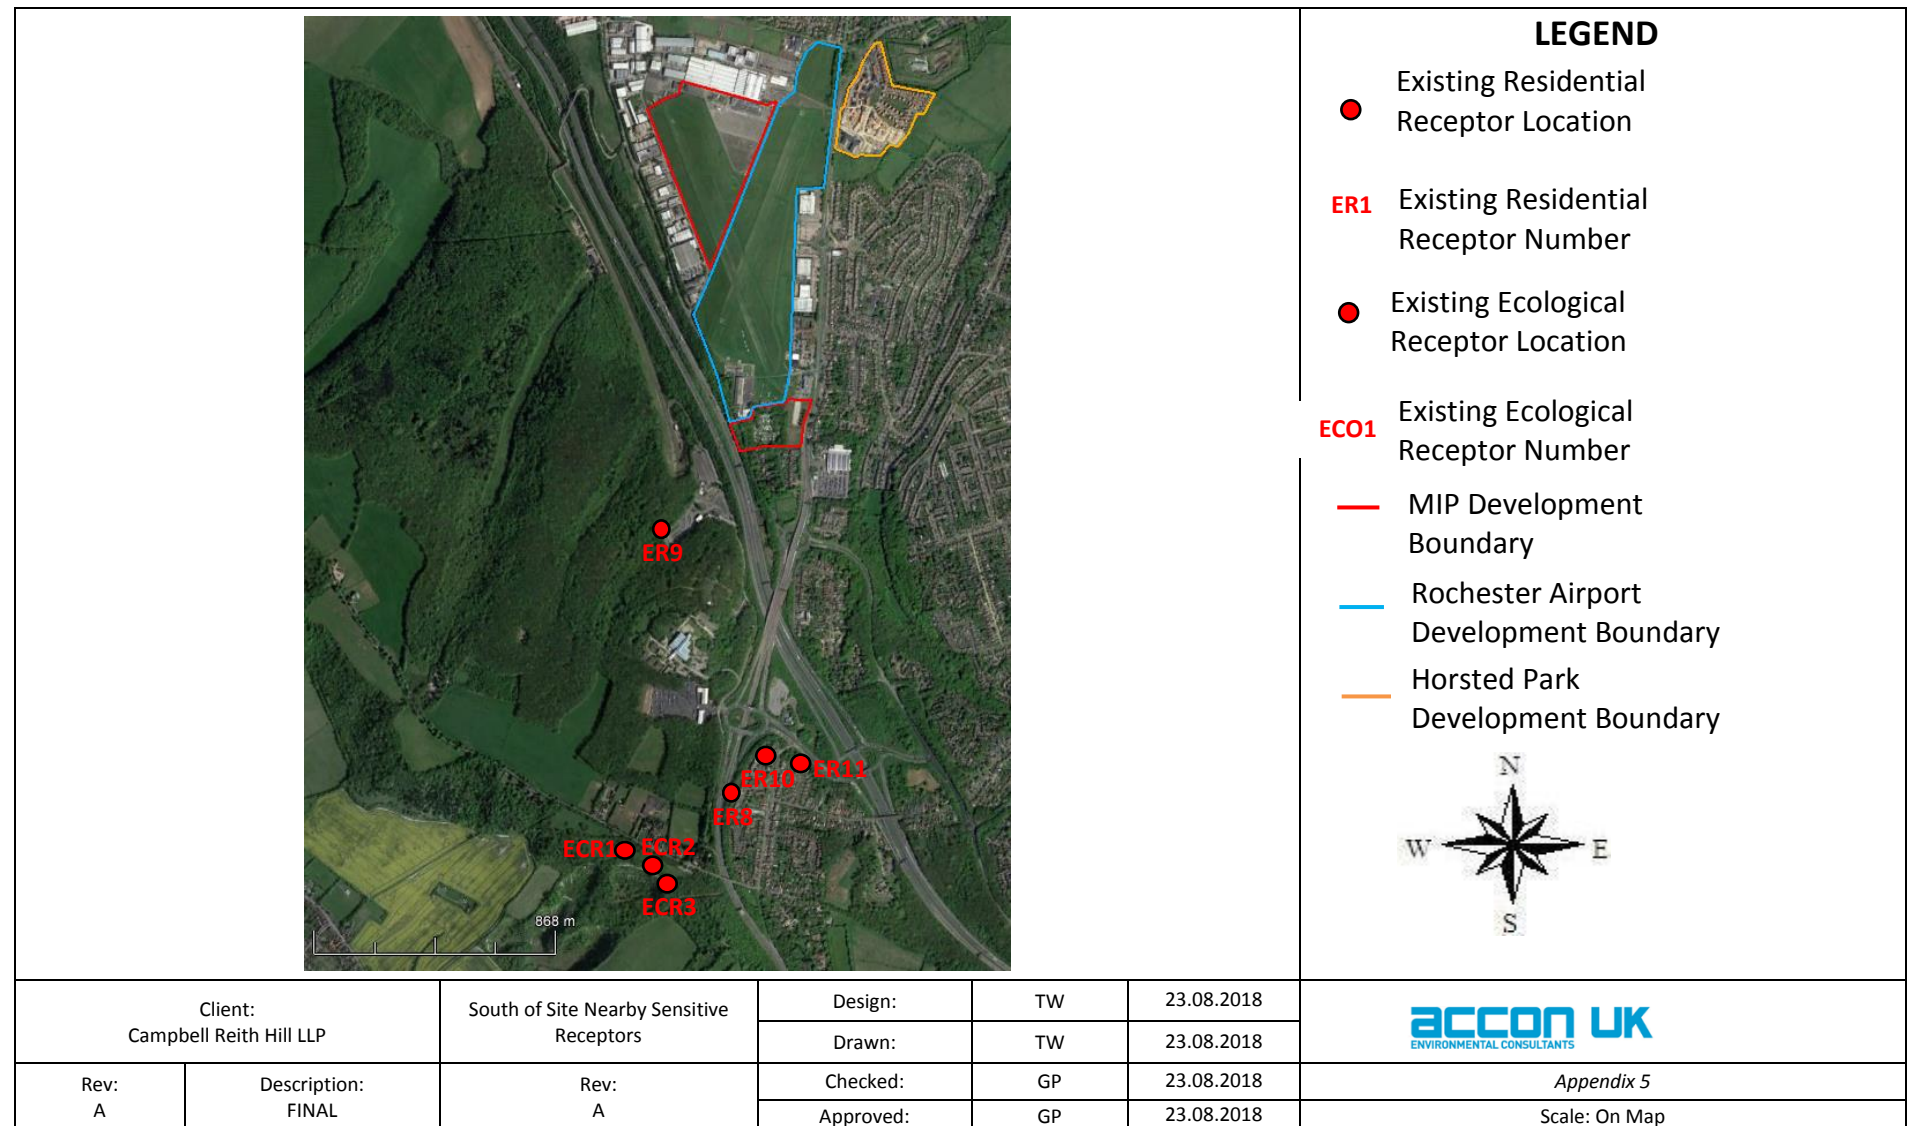 LEGEND
Existing Residential
Receptor Location
ER1 Existing Residential
Receptor Number
Existing Ecological
Receptor Location
ECO1 Existing Ecological
Receptor Number
MIP Development
Boundary
Rochester Airport
Development Boundary
Horsted Park
Development Boundary
N
W E
S
ER9
ER10 ER11
ER8
ECR1 ECR2
ECR3
868 m
Client:
Campbell Reith Hill LLP
South of Site Nearby Sensitive
Receptors
Design: TW 23.08.2018
Drawn: TW 23.08.2018
accon UK
ENVIRONMENTAL CONSULTANTS
Rev:
A
Description:
FINAL
Rev:
A
Checked: GP 23.08.2018
Approved: GP 23.08.2018
Appendix 5
Scale: On Map